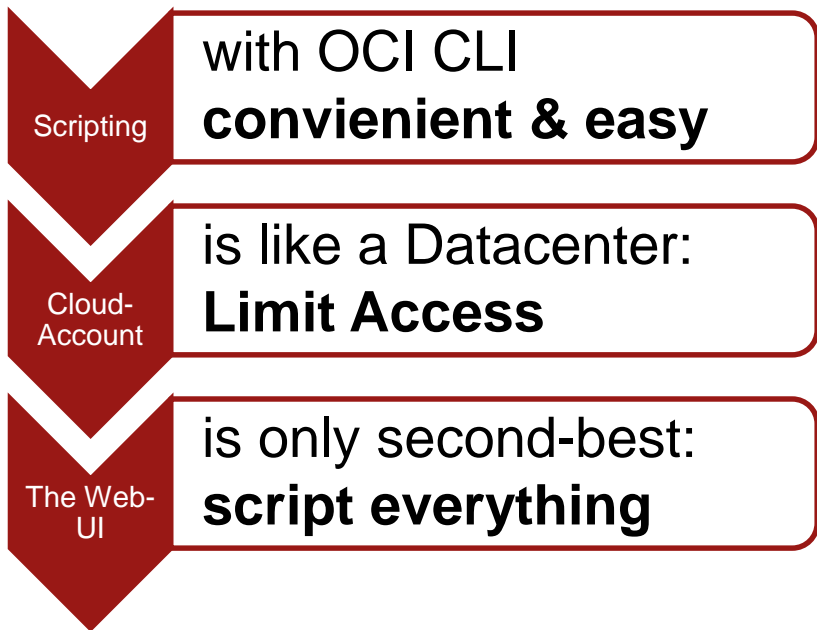 Scripting
with OCI CLI
convienient & easy
Cloud-
Account
is like a Datacenter:
Limit Access
The Web-
UI
is only second-best:
script everything